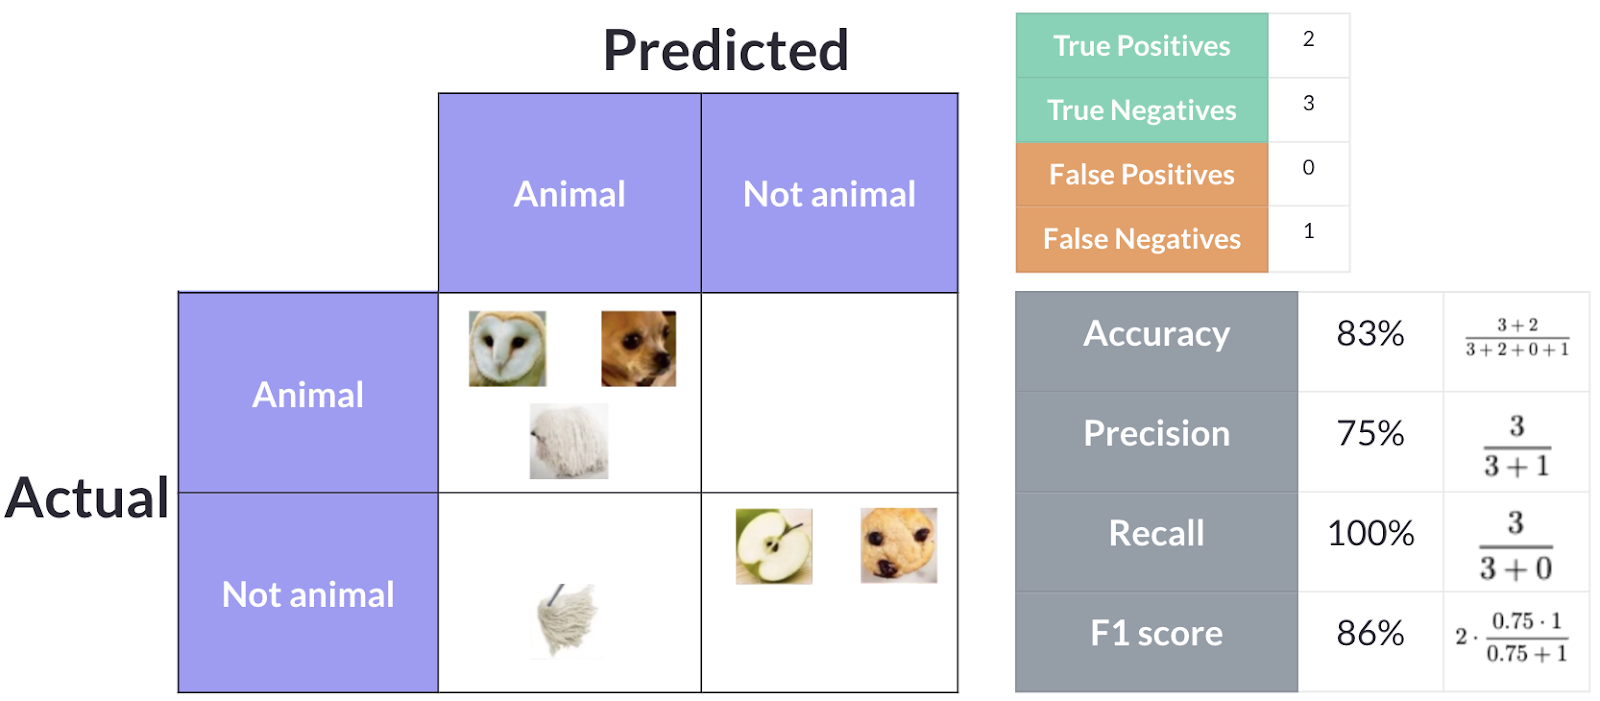 Predicted
Animal
Not animal
Actual
Animal
Not animal
True Positives 2
True Negatives 3
False Positives 0
False Negatives 1
Accuracy 83% \frac{3+2}{3+2+0+1}
Precision 75% \frac{3}{3+1}
Recall 100% \frac{3}{3+0}
F1 score 86% 2 \cdot \frac{0.75 \cdot 1}{0.75+1}